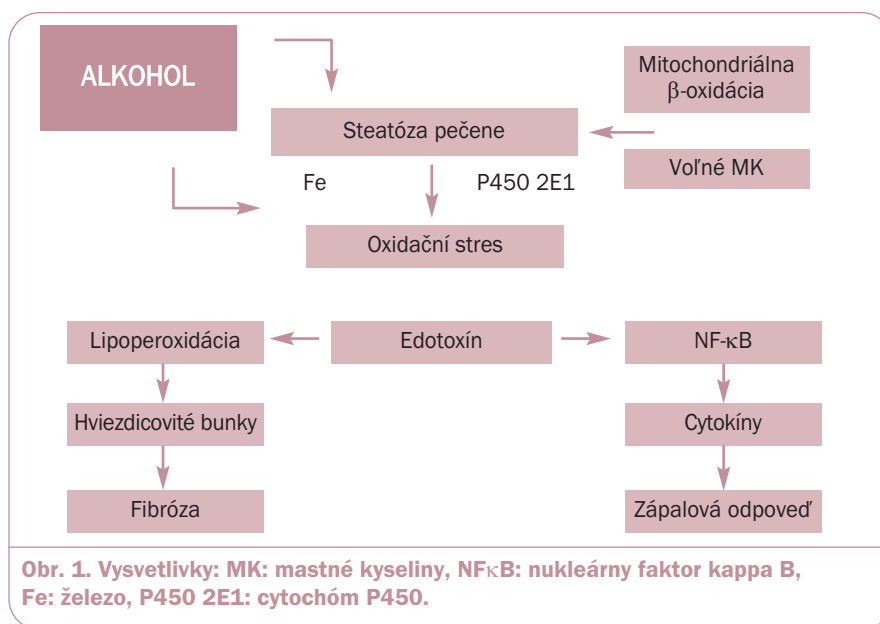 ALKOHOL
Mitochondriálna
β-oxidácia
Steatóza pečene
Voľné MK
Fe
P450 2E1
Oxidační stres
Lipoperoxidácia
Edotoxín
NF-κB
Hviezdicovité bunky
Cytokíny
Fibróza
Zápalová odpoveď
Obr. 1. Vysvetlivky: MK: mastné kyseliny, NFκB: nukleárny faktor kappa B,
Fe: železo, P450 2E1: cytochóm P450.